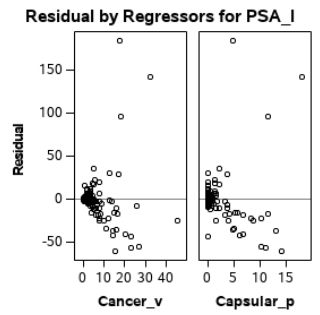 Residual by Regressors for PSA_l
Residual
150
100
50
0
-50
0 10 20 30 40
0 5 10 15
Cancer_v
Capsular_p